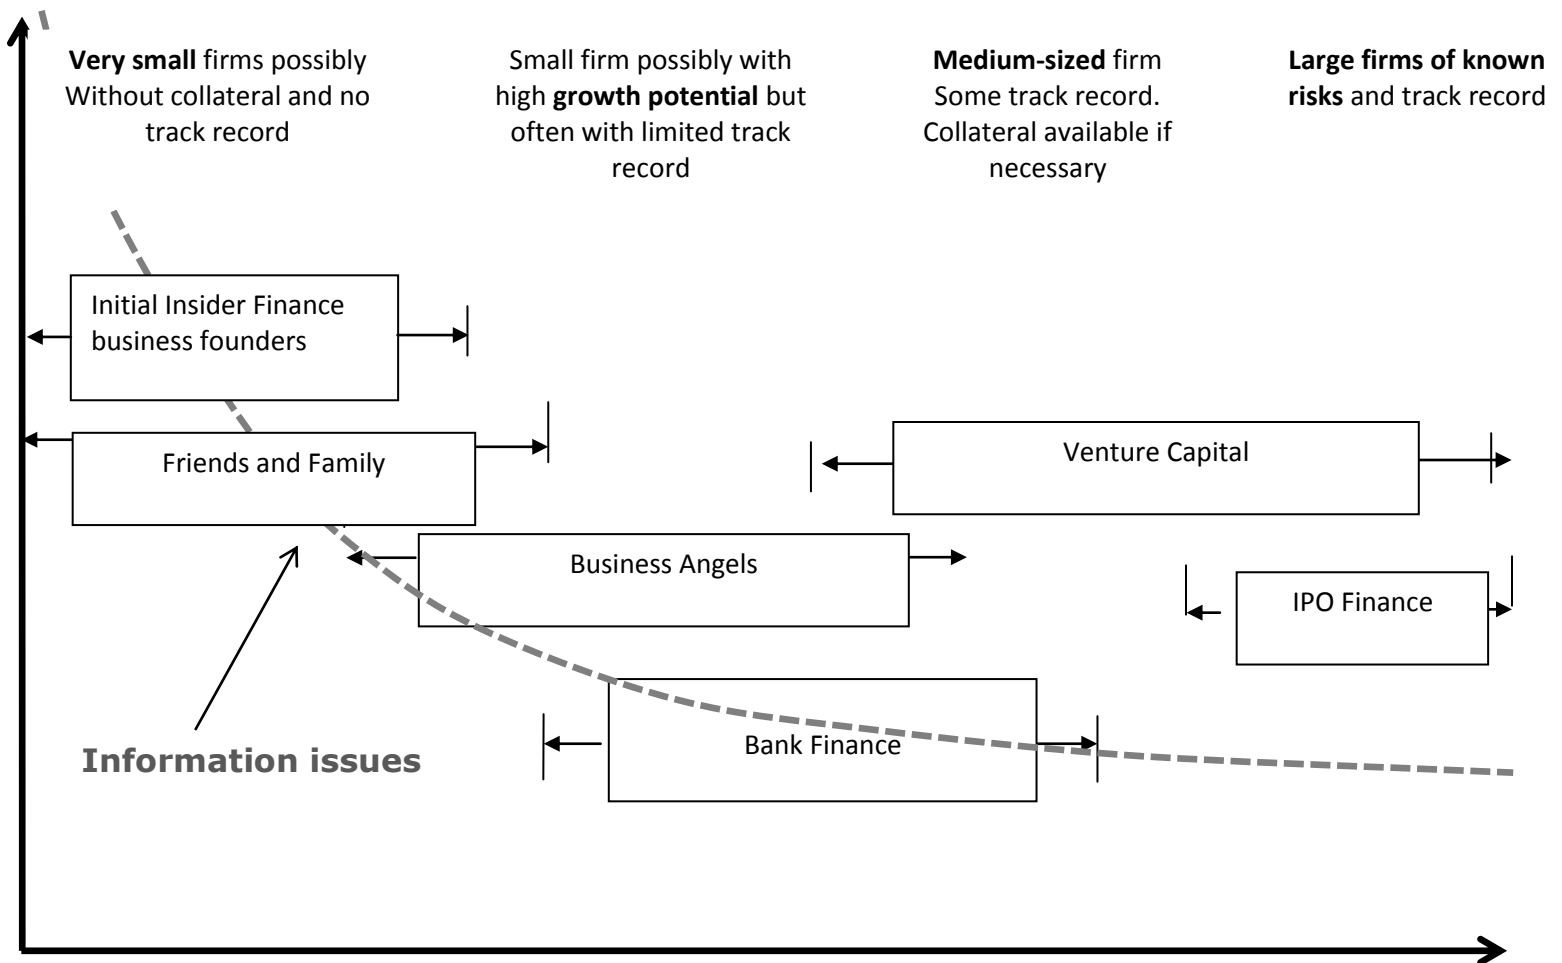 Very small firms possibly
Without collateral and no
track record
Small firm possibly with
high growth potential but
often with limited track
record
Medium-sized firm
Some track record.
Collateral available if
necessary
Large firms of known
risks and track record
Initial Insider Finance
business founders
Friends and Family
Venture Capital
Business Angels
IPO Finance
Bank Finance
Information issues